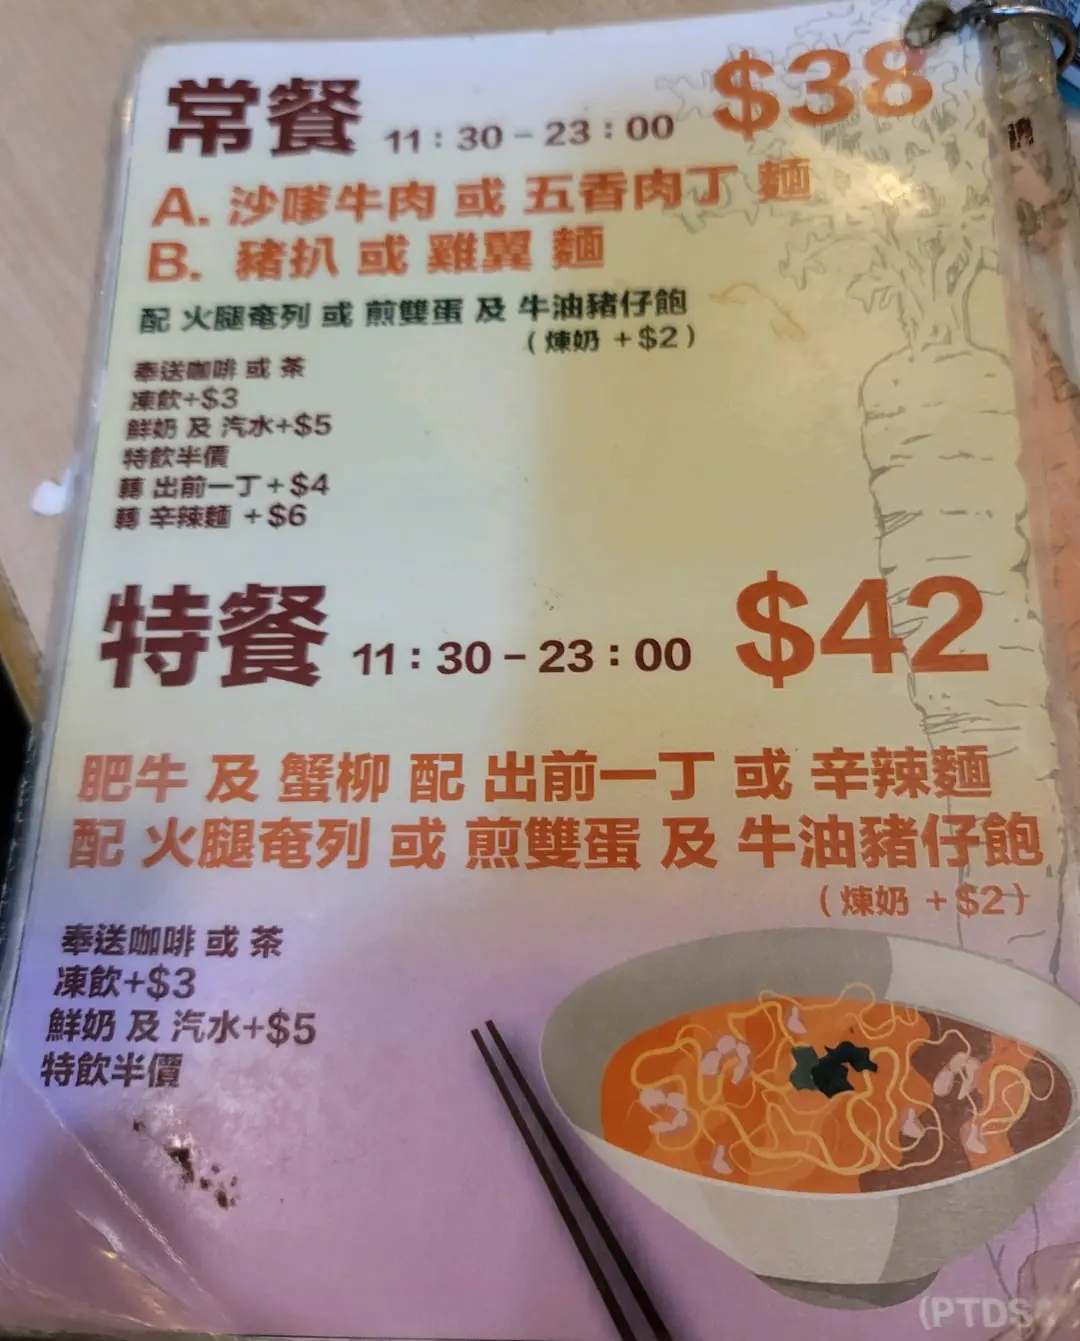 常餐 11：30－23：00 $38
A. 沙嗲牛肉 或 五香肉丁 麵
B. 豬扒 或 雞翼 麵
配 火腿奄列 或 煎雙蛋 及 牛油豬仔飽
(煉奶 +$2)
奉送咖啡 或 茶
凍飲+$3
鮮奶 及 汽水+$5
特飲半價
轉 出前一丁+$4
轉 辛辣麵 +$6
特餐 11：30－23：00 $42
肥牛 及 蟹柳 配 出前一丁 或 辛辣麵
配 火腿奄列 或 煎雙蛋 及 牛油豬仔飽
(煉奶 +$2)
奉送咖啡 或 茶
凍飲+$3
鮮奶 及 汽水+$5
特飲半價